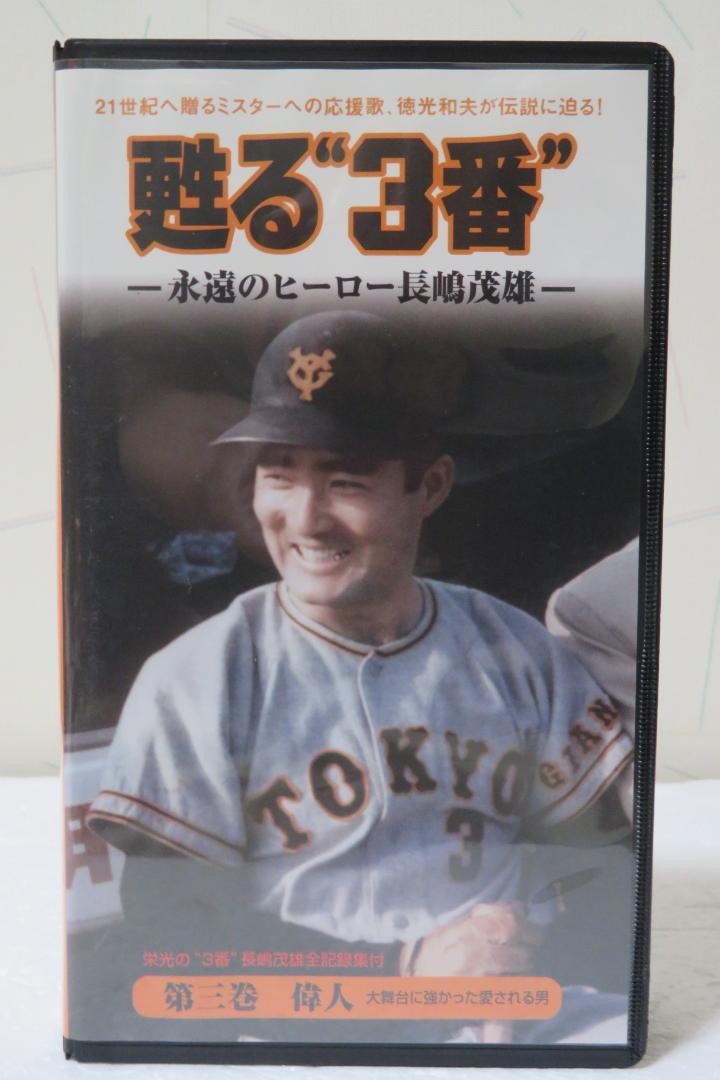 21世紀へ贈るミスターへの応援歌、徳光和夫が伝説に迫る！
甦る“3番”
—永遠のヒーロー長嶋茂雄—
YG
TOKYO
GIAN
3
栄光の“3番”長嶋茂雄全記録集付
第三巻 偉人 大舞台に強かった愛される男